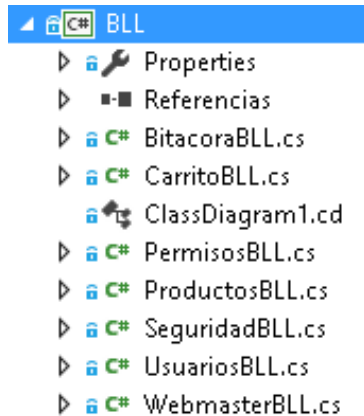 C# BLL
Properties
Referencias
C# BitacoraBLL.cs
C# CarritoBLL.cs
ClassDiagram1.cd
C# PermisosBLL.cs
C# ProductosBLL.cs
C# SeguridadBLL.cs
C# UsuariosBLL.cs
C# WebmasterBLL.cs